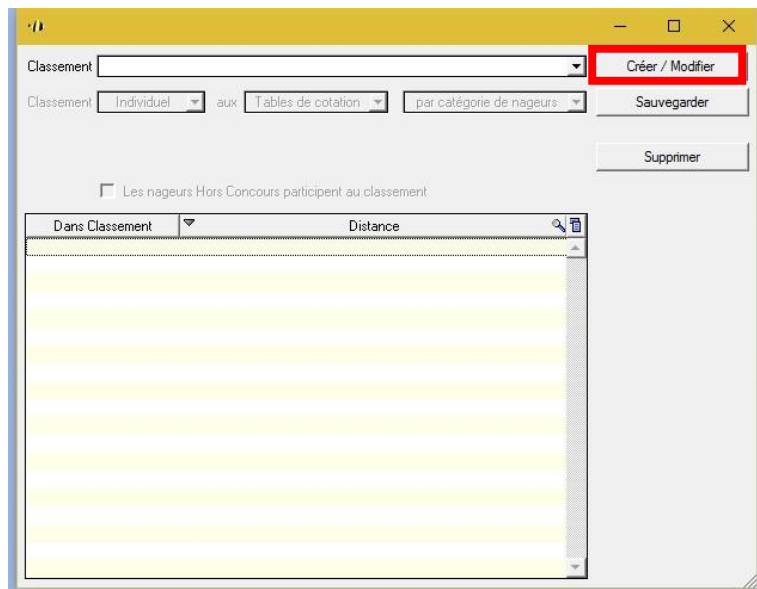 Classement
Créer / Modifier
Classement Individuel aux Tables de cotation par catégorie de nageurs
Sauvegarder
Supprimer
Les nageurs Hors Concours participent au classement
Dans Classement Distance